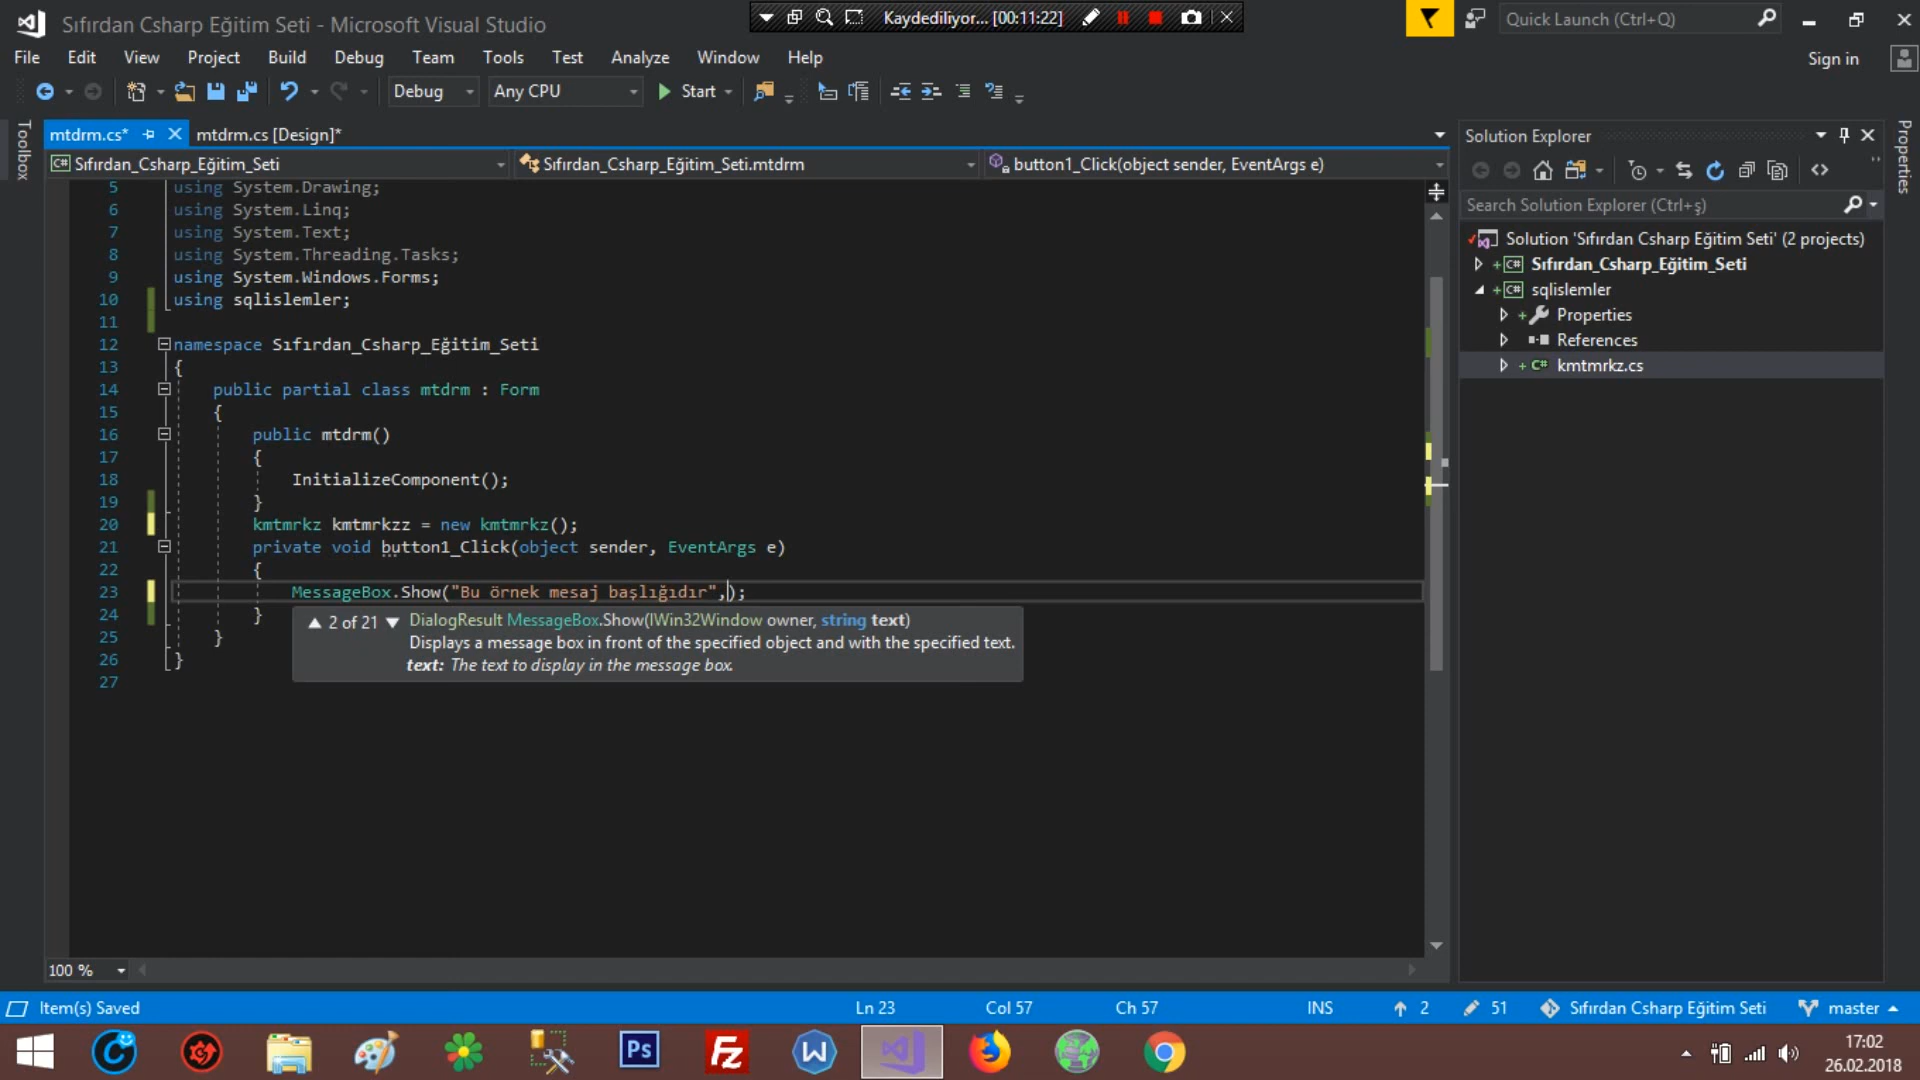 Sıfırdan Csharp Eğitim Seti - Microsoft Visual Studio
Kaydediliyor... [00:11:22]
Quick Launch (Ctrl+Q)
File Edit View Project Build Debug Team Tools Test Analyze Window Help
Sign in
Debug Any CPU Start
Toolbox
mtdrm.cs* mtdrm.cs [Design]*
Sıfırdan_Csharp_Eğitim_Seti Sıfırdan_Csharp_Eğitim_Seti.mtdrm button1_Click(object sender, EventArgs e)
5 using System.Drawing;
6 using System.Linq;
7 using System.Text;
8 using System.Threading.Tasks;
9 using System.Windows.Forms;
10 using sqlislemler;
11
12 namespace Sıfırdan_Csharp_Eğitim_Seti
13 {
14 public partial class mtdrm : Form
15 {
16 public mtdrm()
17 {
18 InitializeComponent();
19 }
20 kmtmrkz kmtmrkzz = new kmtmrkz();
21 private void button1_Click(object sender, EventArgs e)
22 {
23 MessageBox.Show("Bu örnek mesaj başlığıdır",);
24 }
25 }
26 }
27
2 of 21 DialogResult MessageBox.Show(IWin32Window owner, string text)
Displays a message box in front of the specified object and with the specified text.
text: The text to display in the message box.
Solution Explorer
Search Solution Explorer (Ctrl+ş)
Solution 'Sıfırdan Csharp Eğitim Seti' (2 projects)
Sıfırdan_Csharp_Eğitim_Seti
sqlislemler
Properties
References
kmtmrkz.cs
Properties
100 %
Item(s) Saved Ln 23 Col 57 Ch 57 INS 2 51 Sıfırdan Csharp Eğitim Seti master
Ps
Fz
W
17:02
26.02.2018